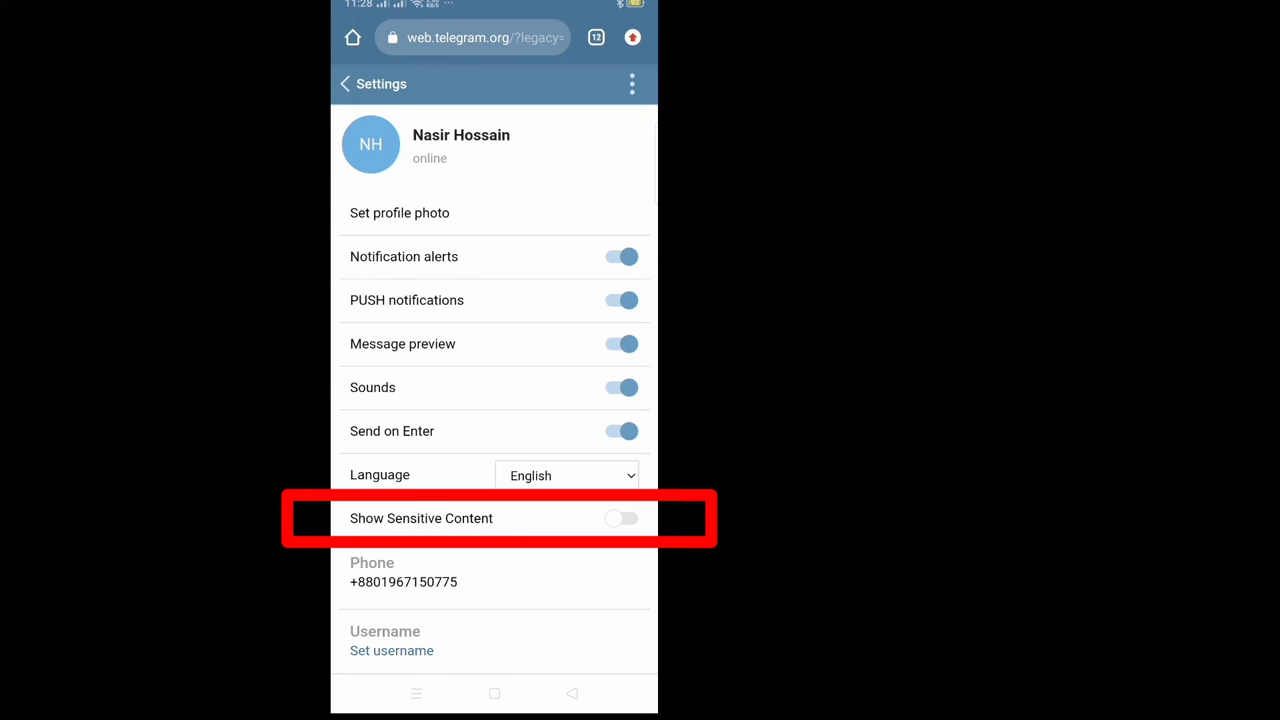 11:28
92
web.telegram.org/?legacy=
12
Settings
NH
Nasir Hossain
online
Set profile photo
Notification alerts
PUSH notifications
Message preview
Sounds
Send on Enter
Language
English
Show Sensitive Content
Phone
+8801967150775
Username
Set username